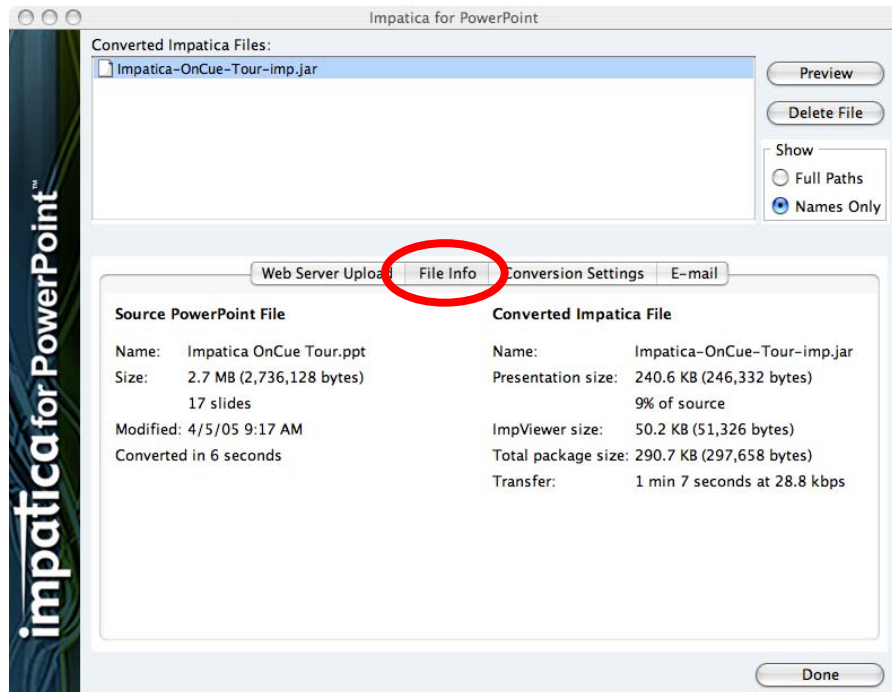 Impatica for PowerPoint
Converted Impatica Files:
Impatica-OnCue-Tour-imp.jar
Preview
Delete File
Show
Full Paths
Names Only
impatica for PowerPoint™
Web Server Upload File Info Conversion Settings E-mail
Source PowerPoint File
Name: Impatica OnCue Tour.ppt
Size: 2.7 MB (2,736,128 bytes)
17 slides
Modified: 4/5/05 9:17 AM
Converted in 6 seconds
Converted Impatica File
Name: Impatica-OnCue-Tour-imp.jar
Presentation size: 240.6 KB (246,332 bytes)
9% of source
ImpViewer size: 50.2 KB (51,326 bytes)
Total package size: 290.7 KB (297,658 bytes)
Transfer: 1 min 7 seconds at 28.8 kbps
Done